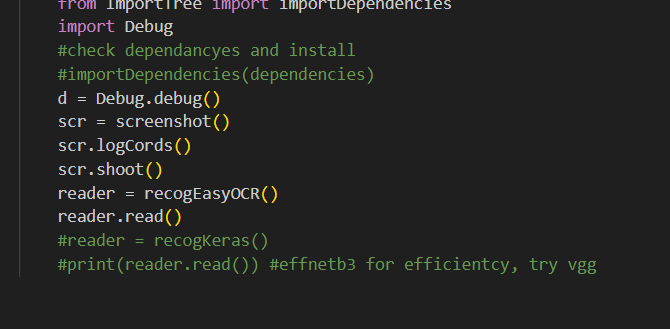 from ImportTree import importDependencies
import Debug
#check dependancyes and install
#importDependencies(dependencies)
d = Debug.debug()
scr = screenshot()
scr.logCords()
scr.shoot()
reader = recogEasyOCR()
reader.read()
#reader = recogKeras()
#print(reader.read()) #effnetb3 for efficientcy, try vgg